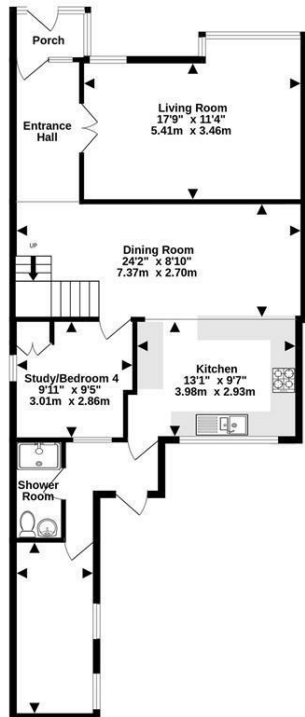 Porch
Living Room
17'9" x 11'4"
5.41m x 3.46m
Entrance
Hall
Dining Room
24'2" x 8'10"
7.37m x 2.70m
UP
Study/Bedroom 4
9'11" x 9'5"
3.01m x 2.86m
Kitchen
13'1" x 9'7"
3.98m x 2.93m
Shower
Room